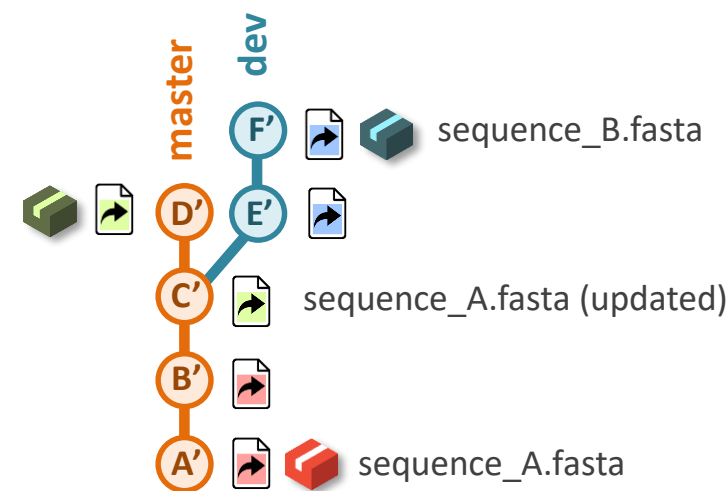 master
dev
F’
sequence_B.fasta
D’
E’
C’
sequence_A.fasta (updated)
B’
A’
sequence_A.fasta